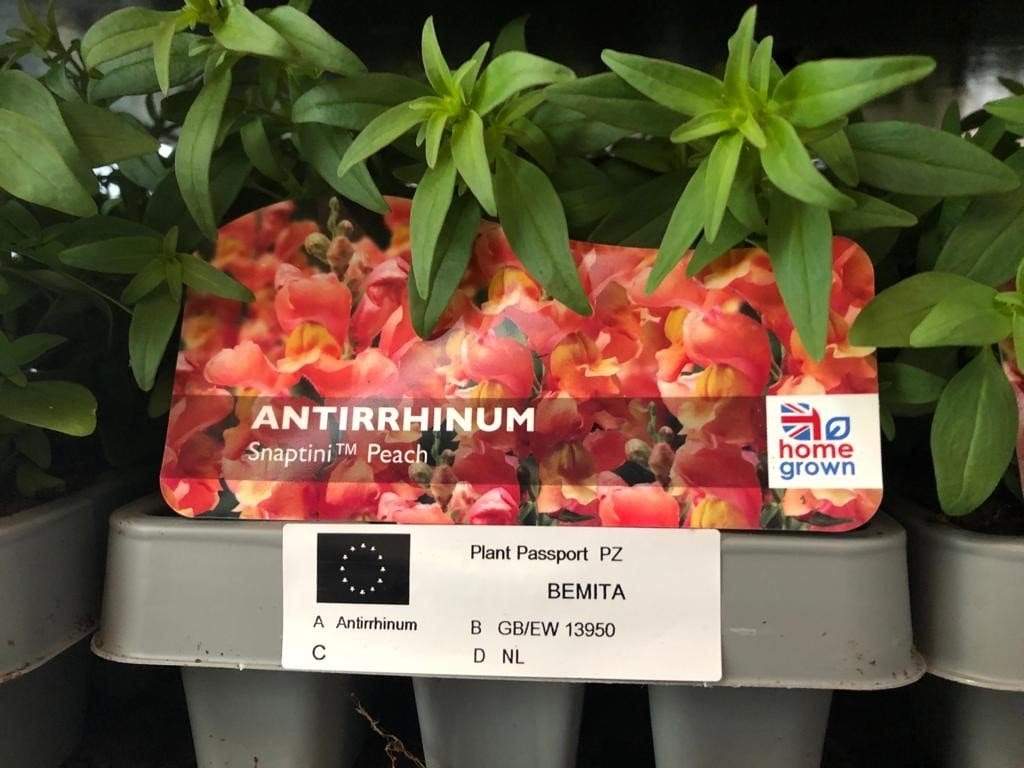 ANTIRRHINUM
Snaptini™ Peach
home
grown
Plant Passport PZ
BEMITA
A Antirrhinum
B GB/EW 13950
C
D NL